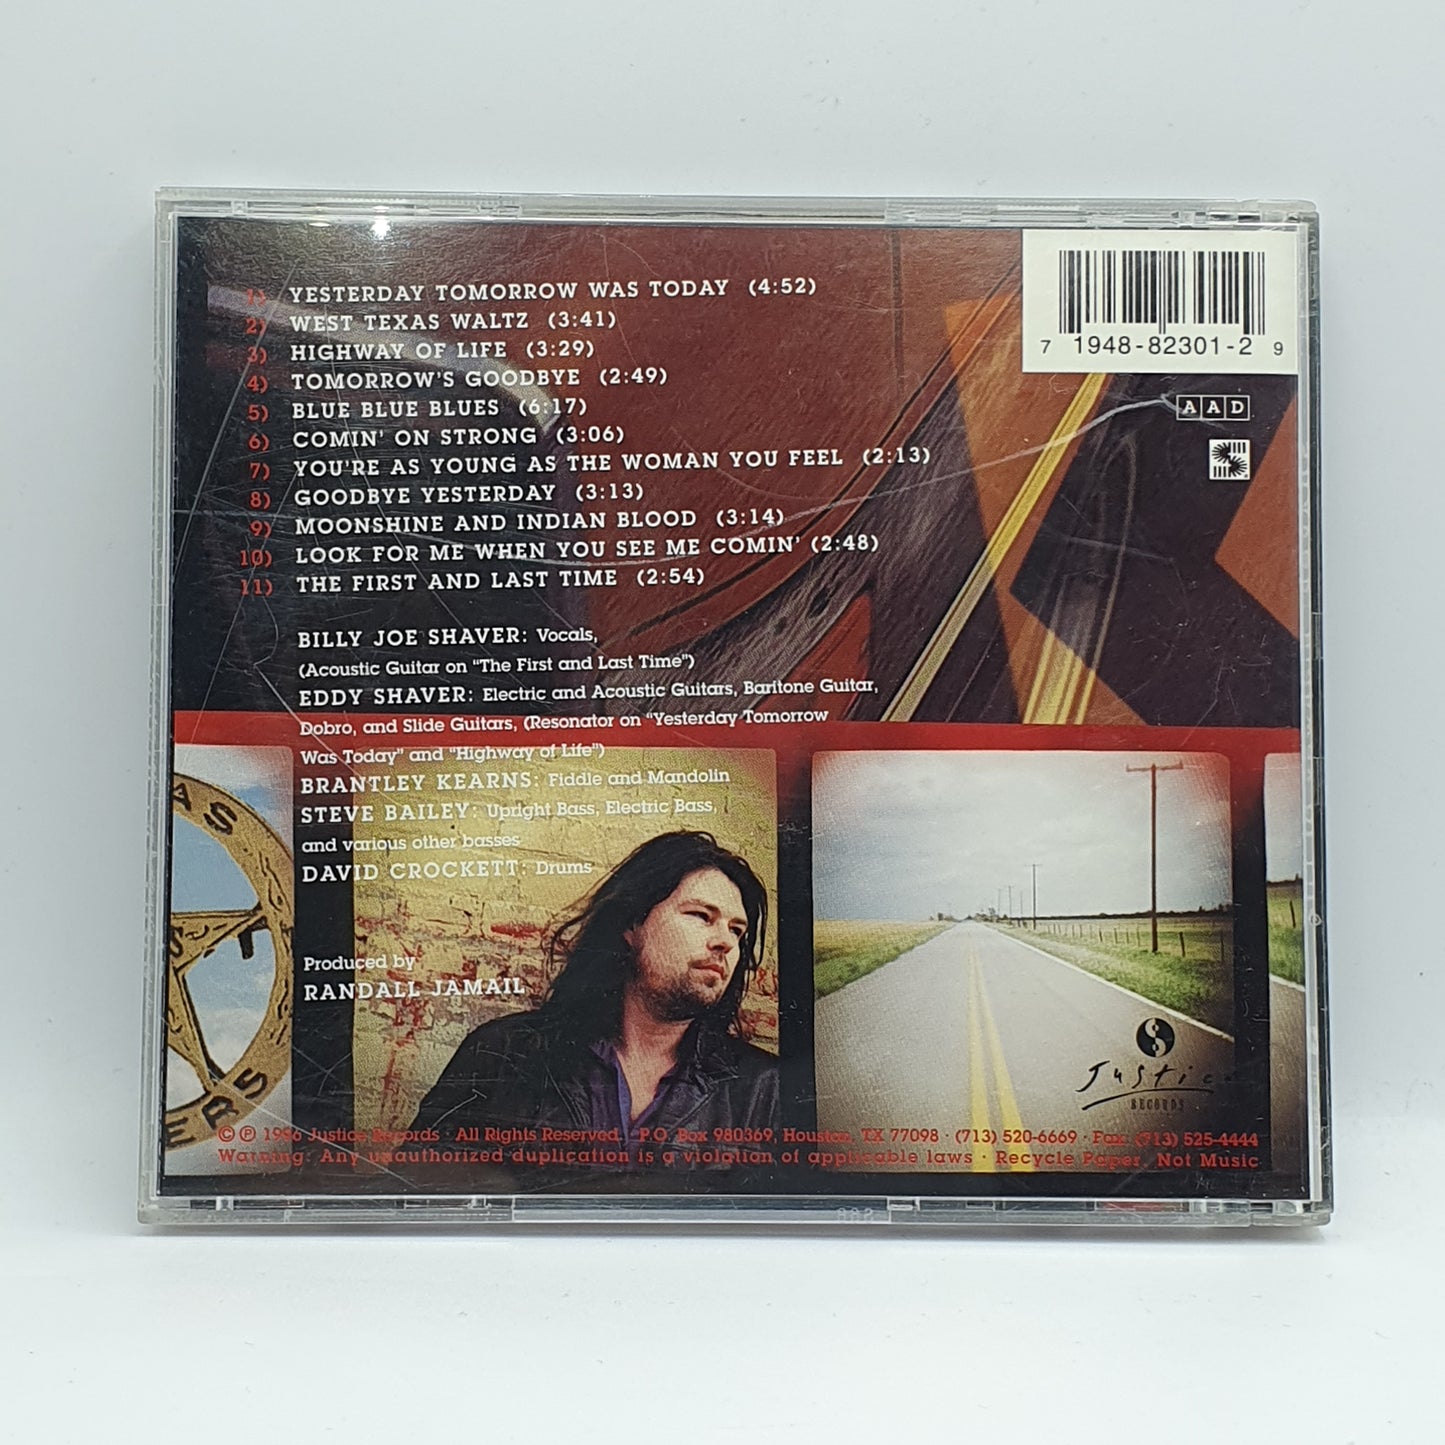 1) YESTERDAY TOMORROW WAS TODAY (4:52)
2) WEST TEXAS WALTZ (3:41)
3) HIGHWAY OF LIFE (3:29)
4) TOMORROW'S GOODBYE (2:49)
5) BLUE BLUE BLUES (6:17)
6) COMIN' ON STRONG (3:06)
7) YOU'RE AS YOUNG AS THE WOMAN YOU FEEL (2:13)
8) GOODBYE YESTERDAY (3:13)
9) MOONSHINE AND INDIAN BLOOD (3:14)
10) LOOK FOR ME WHEN YOU SEE ME COMIN' (2:48)
11) THE FIRST AND LAST TIME (2:54)
7 1948-82301-2 9
AAD
S
BILLY JOE SHAVER: Vocals,
(Acoustic Guitar on "The First and Last Time")
EDDY SHAVER: Electric and Acoustic Guitars, Baritone Guitar,
Dobro, and Slide Guitars, (Resonator on "Yesterday Tomorrow
Was Today" and "Highway of Life")
BRANTLEY KEARNS: Fiddle and Mandolin
STEVE BAILEY: Upright Bass, Electric Bass,
and various other basses
DAVID CROCKETT: Drums
Produced by
RANDALL JAMAIL
AS
ERS
Justice
RECORDS
© ℗ 1996 Justice Records · All Rights Reserved. P.O. Box 980369, Houston, TX 77098 · (713) 520-6669 · Fax (713) 525-4444
Warning: Any unauthorized duplication is a violation of applicable laws · Recycle Paper, Not Music